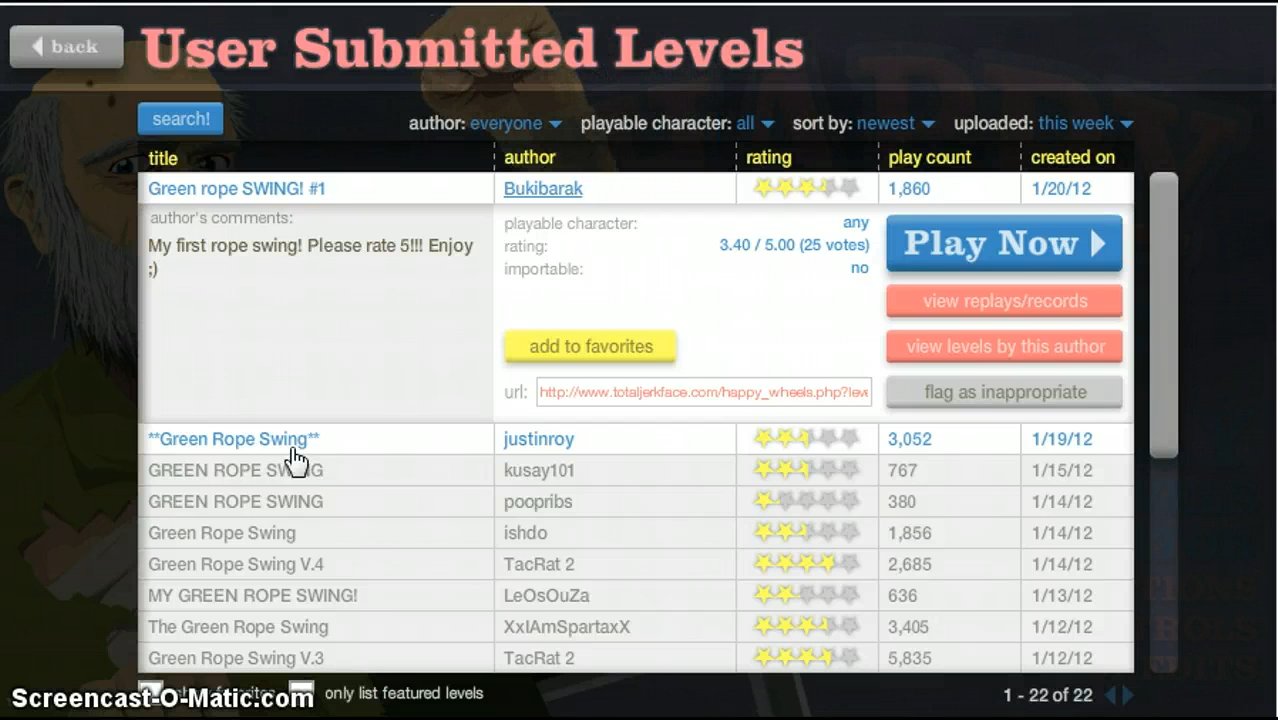 back
User Submitted Levels
search!
author: everyone playable character: all sort by: newest uploaded: this week
title author rating play count created on
Green rope SWING! #1 Bukibarak 1,860 1/20/12
author's comments:
My first rope swing! Please rate 5!!! Enjoy
;)
playable character: any
rating: 3.40 / 5.00 (25 votes)
importable: no
Play Now
view replays/records
add to favorites
view levels by this author
url: http://www.totaljerkface.com/happy_wheels.php?leve
flag as inappropriate
**Green Rope Swing** justinroy 3,052 1/19/12
GREEN ROPE SWING kusay101 767 1/15/12
GREEN ROPE SWING poopribs 380 1/14/12
Green Rope Swing ishdo 1,856 1/14/12
Green Rope Swing V.4 TacRat 2 2,685 1/14/12
MY GREEN ROPE SWING! LeOsOuZa 636 1/13/12
The Green Rope Swing XxIAmSpartaxX 3,405 1/12/12
Green Rope Swing V.3 TacRat 2 5,835 1/12/12
only list featured levels 1 - 22 of 22
Screencast-O-Matic.com